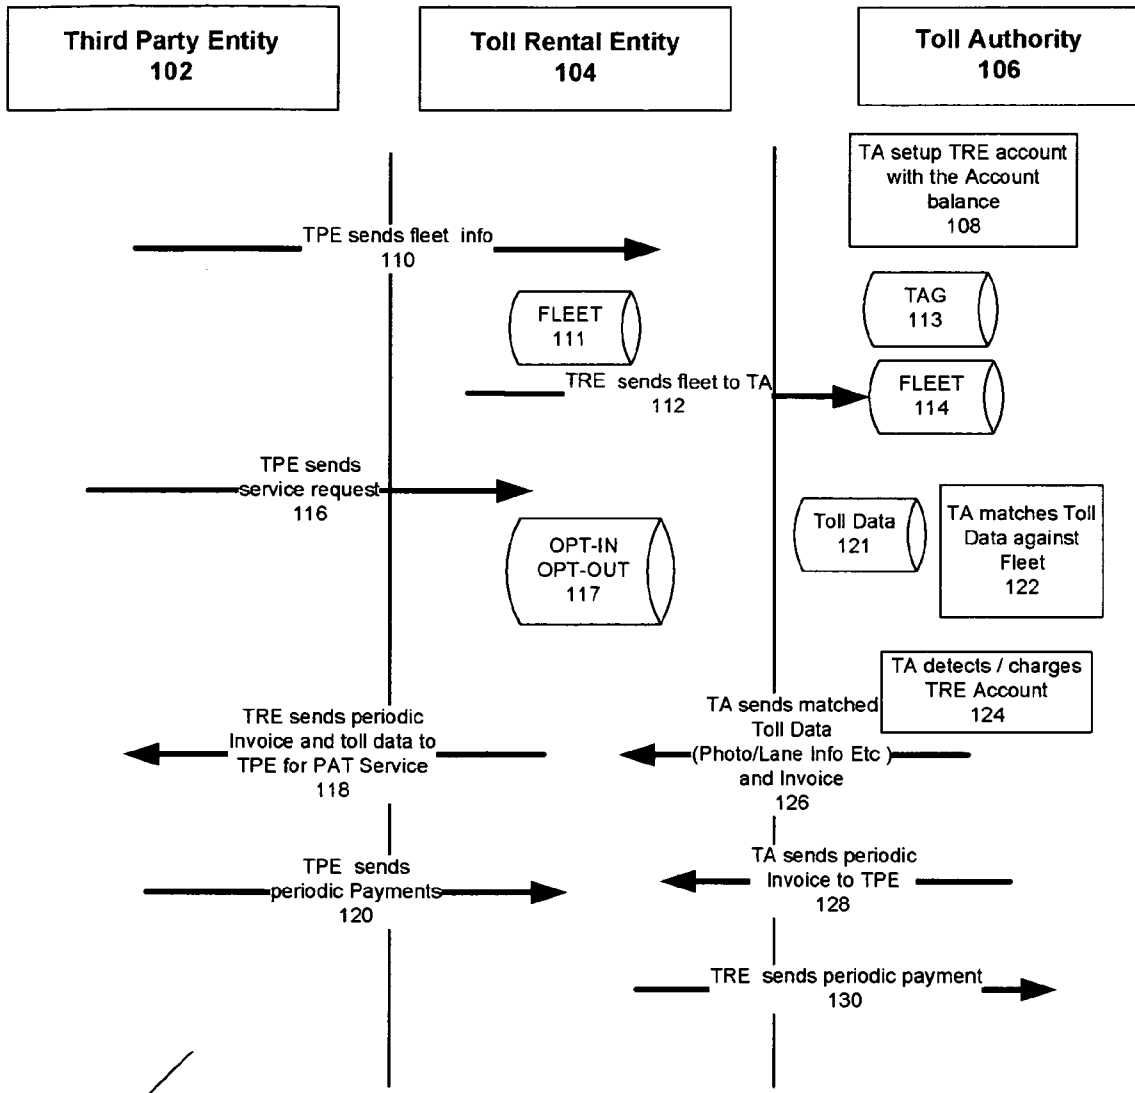 Third Party Entity
102
Toll Rental Entity
104
Toll Authority
106
TA setup TRE account
with the Account
balance
108
TPE sends fleet info
110
TAG
113
FLEET
111
TRE sends fleet to TA
112
FLEET
114
TPE sends
service request
116
OPT-IN
OPT-OUT
117
Toll Data
121
TA matches Toll
Data against
Fleet
122
TA detects / charges
TRE Account
124
TRE sends periodic
Invoice and toll data to
TPE for PAT Service
118
TA sends matched
Toll Data
(Photo/Lane Info Etc )
and Invoice
126
TPE sends
periodic Payments
120
TA sends periodic
Invoice to TPE
128
TRE sends periodic payment
130